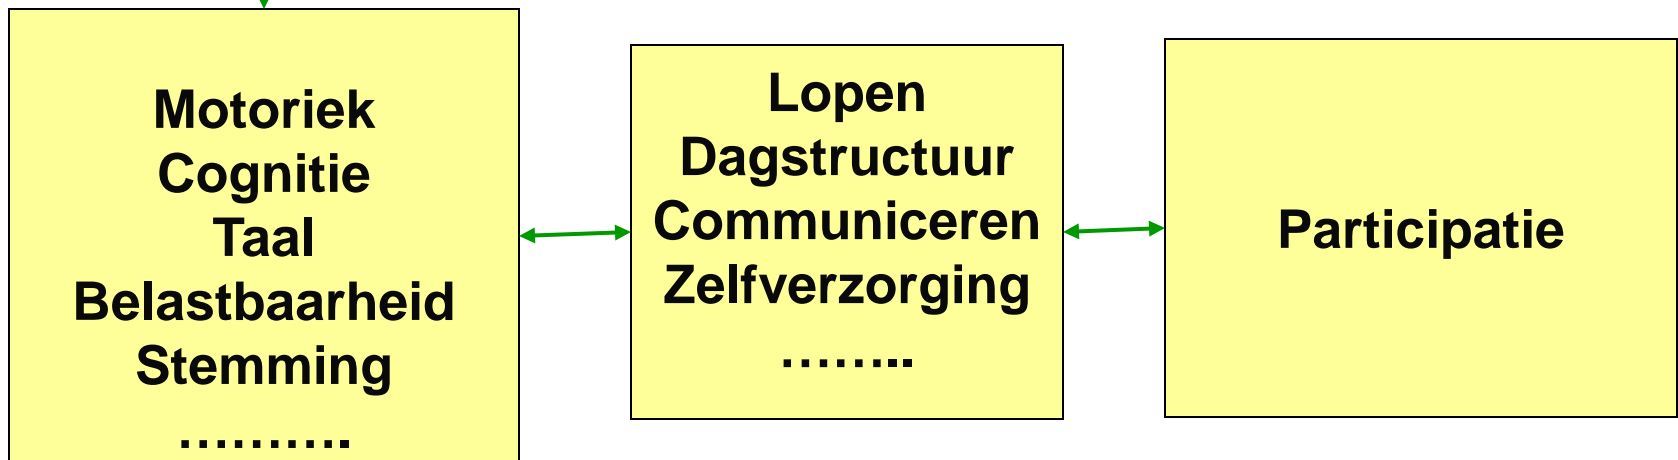 Motoriek
Cognitie
Taal
Belastbaarheid
Stemming
……….
Lopen
Dagstructuur
Communiceren
Zelfverzorging
……..
Participatie